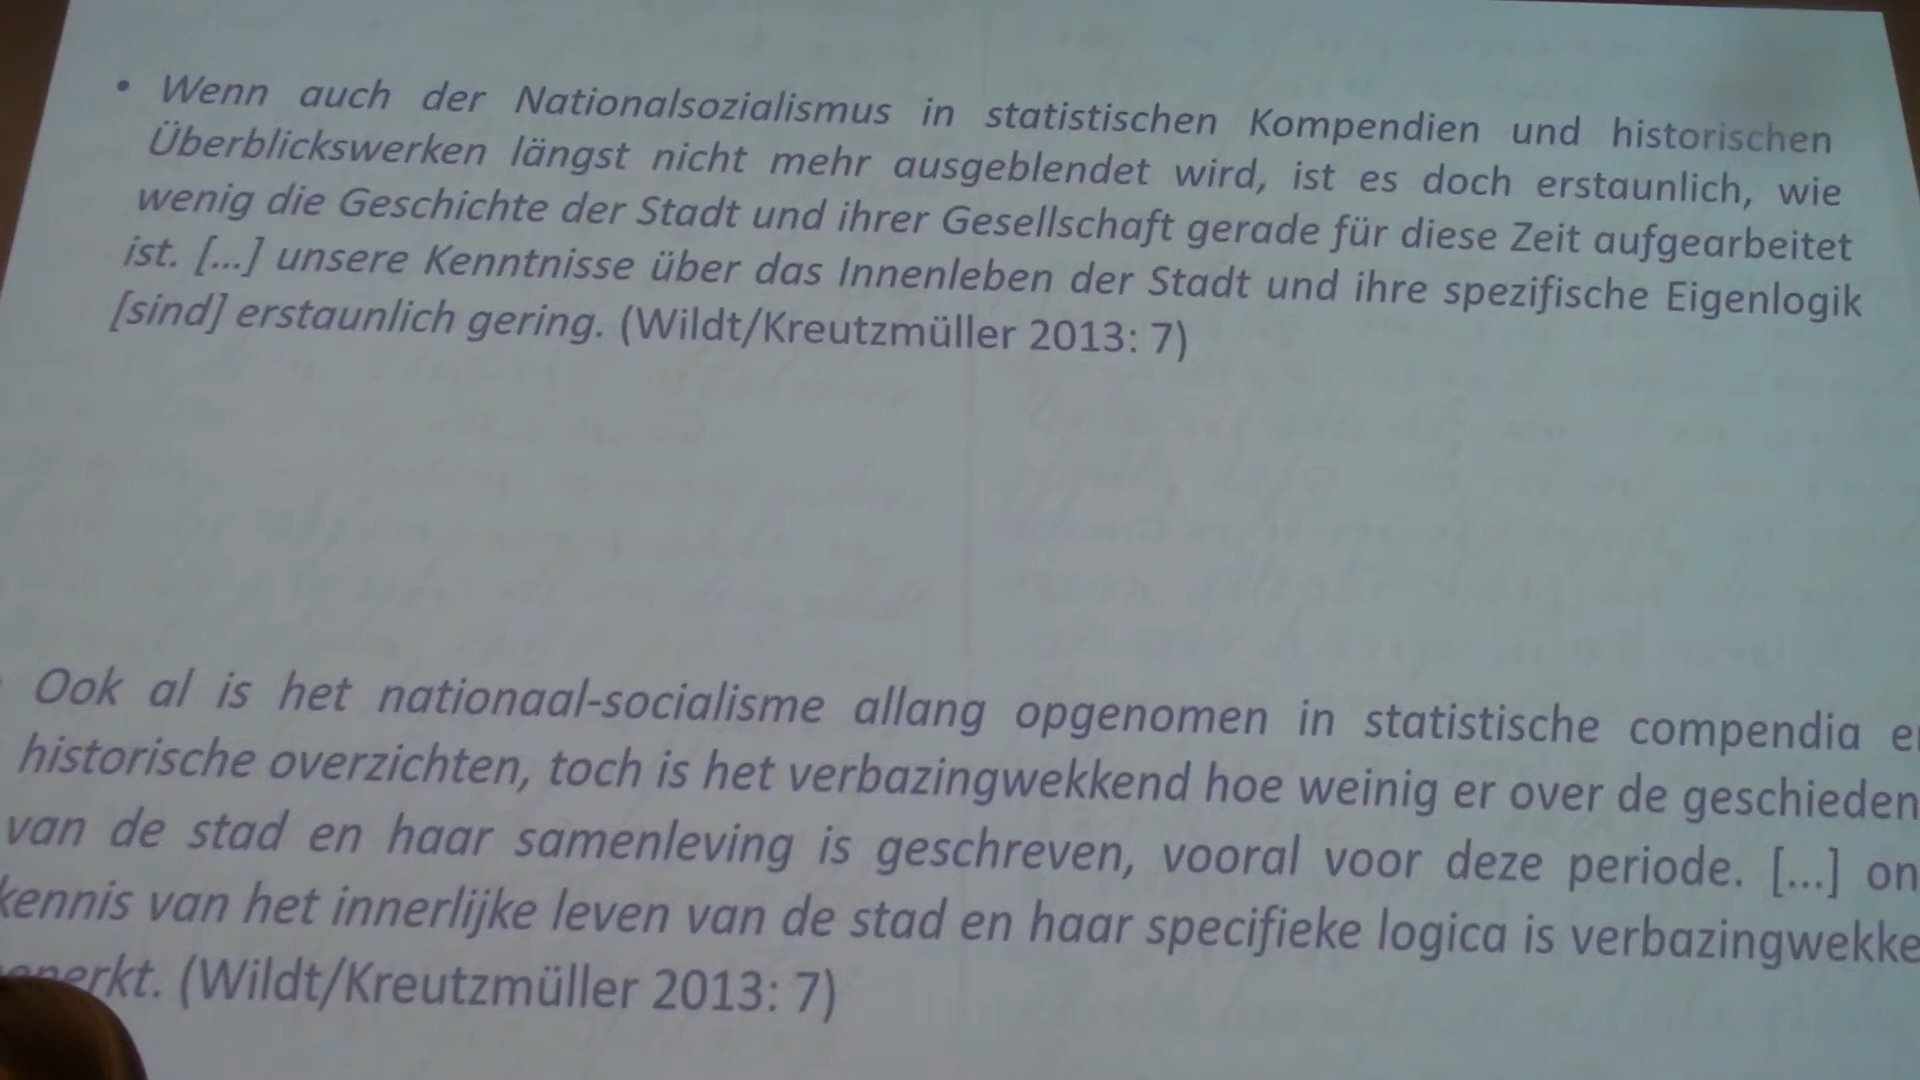 • Wenn auch der Nationalsozialismus in statistischen Kompendien und historischen
Überblickswerken längst nicht mehr ausgeblendet wird, ist es doch erstaunlich, wie
wenig die Geschichte der Stadt und ihrer Gesellschaft gerade für diese Zeit aufgearbeitet
ist. [...] unsere Kenntnisse über das Innenleben der Stadt und ihre spezifische Eigenlogik
[sind] erstaunlich gering. (Wildt/Kreutzmüller 2013: 7)
Ook al is het nationaal-socialisme allang opgenomen in statistische compendia
historische overzichten, toch is het verbazingwekkend hoe weinig er over de geschieden
van de stad en haar samenleving is geschreven, vooral voor deze periode. [...] on
kennis van het innerlijke leven van de stad en haar specifieke logica is verbazingwekke
perkt. (Wildt/Kreutzmüller 2013: 7)